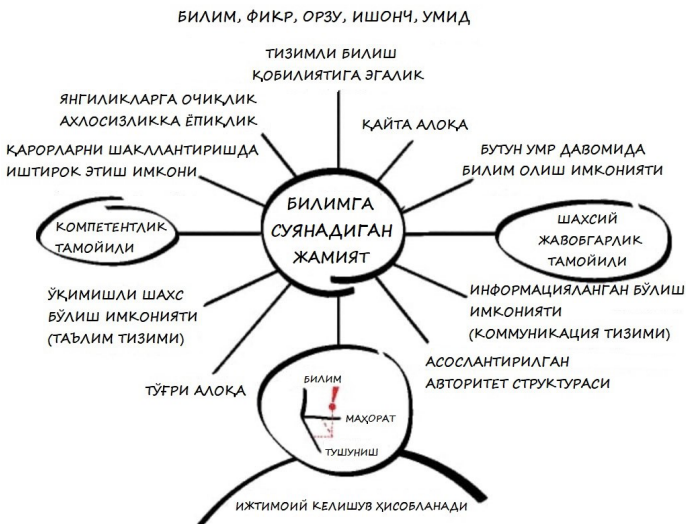 БИЛИМ, ФИКР, ОРЗУ, ИШОНЧ, УМИД
ТИЗИМЛИ БИЛИШ
ҚОБИЛИЯТИГА ЭГАЛИК
ЯНГИЛИКЛАРГА ОЧИҚЛИК
АХЛОСИЗЛИККА ЁПИҚЛИК
ҚАЙТА АЛОҚА
ҚАРОРЛАРНИ ШАКЛЛАНТИРИШДА
ИШТИРОК ЭТИШ ИМКОНИ
БУТУН УМР ДАВОМИДА
БИЛИМ ОЛИШ ИМКОНИЯТИ
БИЛИМГА
СУЯНАДИГАН
ЖАМИЯТ
КОМПЕТЕНТЛИК
ТАМОЙИЛИ
ШАХСИЙ
ЖАВОБГАРЛИК
ТАМОЙИЛИ
ЎҚИМИШЛИ ШАХС
БЎЛИШ ИМКОНИЯТИ
(ТАЪЛИМ ТИЗИМИ)
ИНФОРМАЦИЯЛАНГАН БЎЛИШ
ИМКОНИЯТИ
(КОММУНИКАЦИЯ ТИЗИМИ)
ТЎҒРИ АЛОҚА
АСОСЛАНТИРИЛГАН
АВТОРИТЕТ СТРУКТУРАСИ
БИЛИМ
МАҲОРАТ
ТУШУНИШ
ИЖТИМОИЙ КЕЛИШУВ ҲИСОБЛАНАДИ